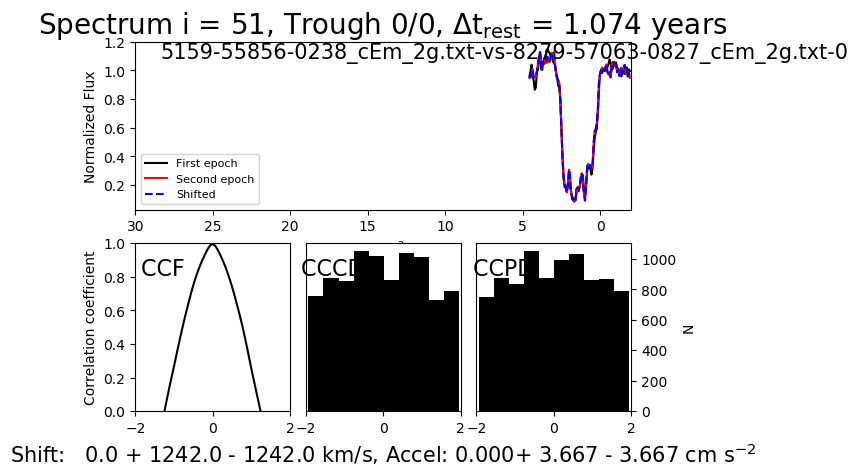 Spectrum i = 51, Trough 0/0, Δt_rest = 1.074 years
5159-55856-0238_cEm_2g.txt-vs-8279-57063-0827_cEm_2g.txt-0
Normalized Flux
1.2
1.0
0.8
0.6
0.4
0.2
First epoch
Second epoch
Shifted
30 25 20 15 10 5 0
Correlation coefficient
1.0
0.8
0.6
0.4
0.2
0.0
CCF
CCCD
CCPD
1000
800
600
400
200
0
N
−2 0 2
−2 0
−2 0 2
Shift: 0.0 + 1242.0 - 1242.0 km/s, Accel: 0.000+ 3.667 - 3.667 cm s⁻²